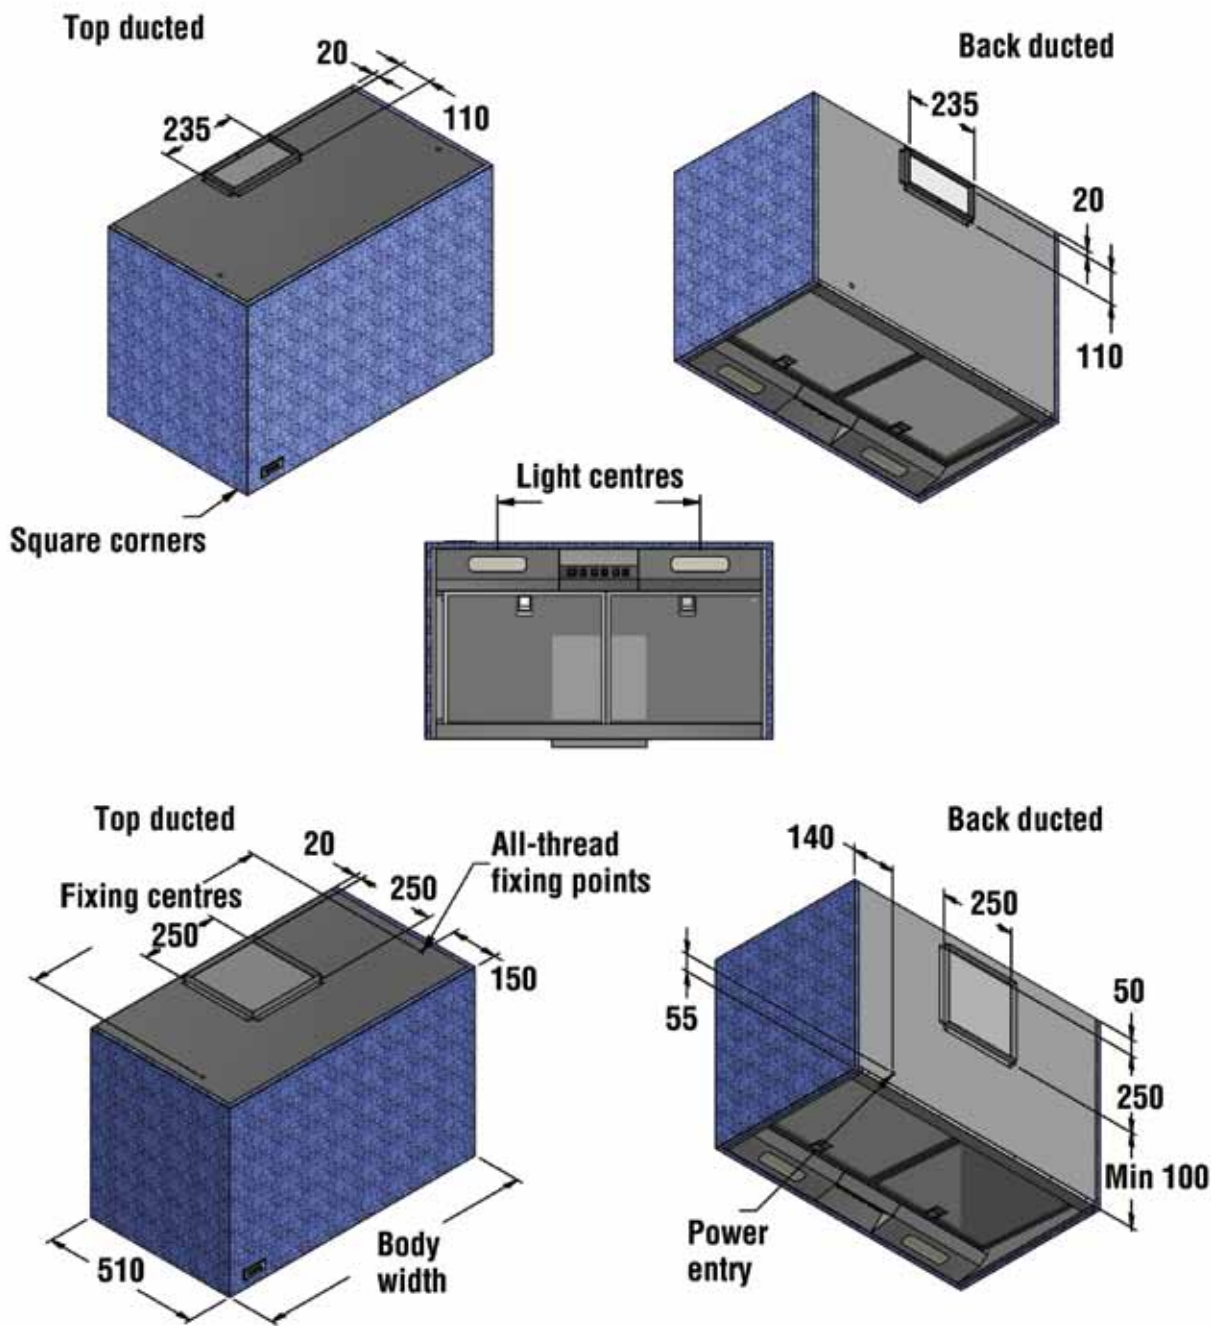 Top ducted
20
110
235
Back ducted
235
20
110
Square corners
Light centres
Top ducted
20
All-thread
fixing points
Fixing centres
250
250
150
510
Body
width
Back ducted
140
250
55
50
250
Min 100
Power
entry